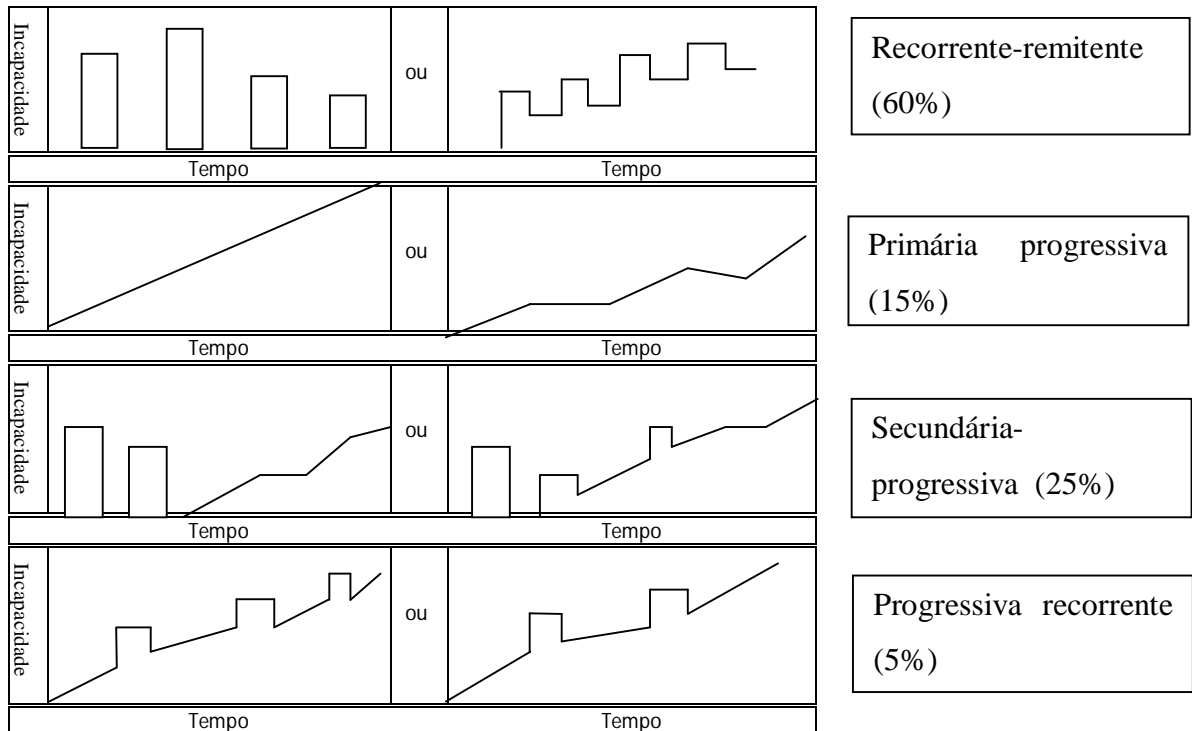 Incapacidade
ou
Recorrente-remitente
(60%)
Tempo
Tempo
Incapacidade
ou
Primária progressiva
(15%)
Tempo
Tempo
Incapacidade
ou
Secundária-
progressiva (25%)
Tempo
Tempo
Incapacidade
ou
Progressiva recorrente
(5%)
Tempo
Tempo